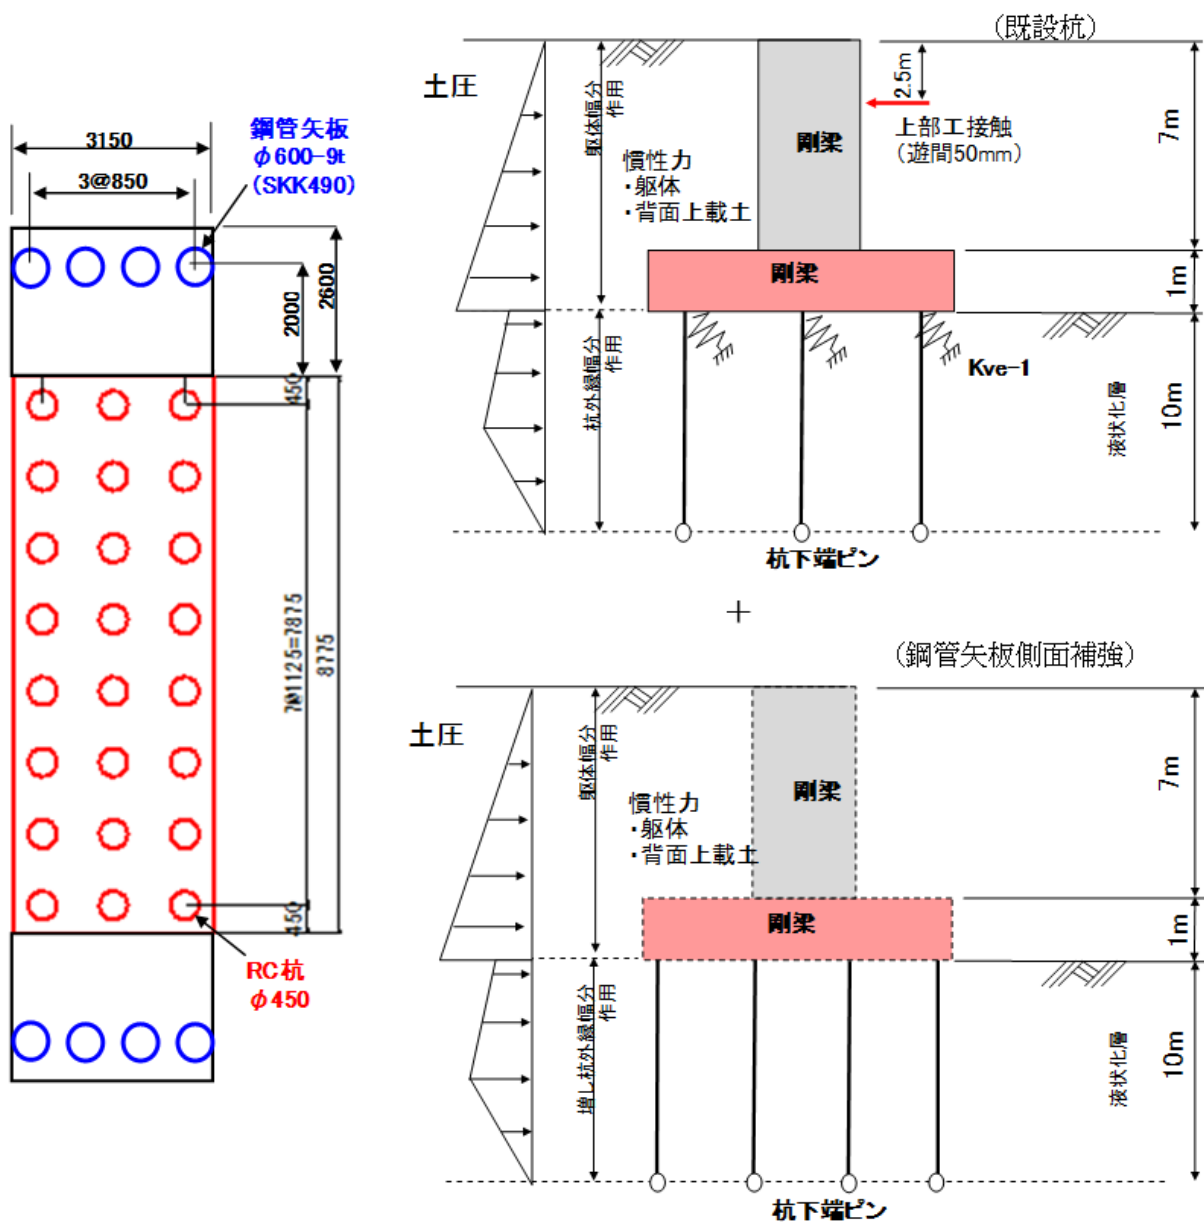 3150
3@850
鋼管矢板
φ600-9t
(SKK490)
2600
2000
450
7@1125=7875
8775
450
RC杭
φ450
(既設杭)
土圧
躯体幅分
作用
慣性力
・躯体
・背面上載土
剛梁
2.5m
上部工接触
(遊間50mm)
7m
剛梁
1m
杭外縁幅分
作用
Kve-1
液状化層
10m
杭下端ピン
+
(鋼管矢板側面補強)
土圧
躯体幅分
作用
慣性力
・躯体
・背面上載土
剛梁
7m
剛梁
1m
増し杭外縁幅分
作用
液状化層
10m
杭下端ピン